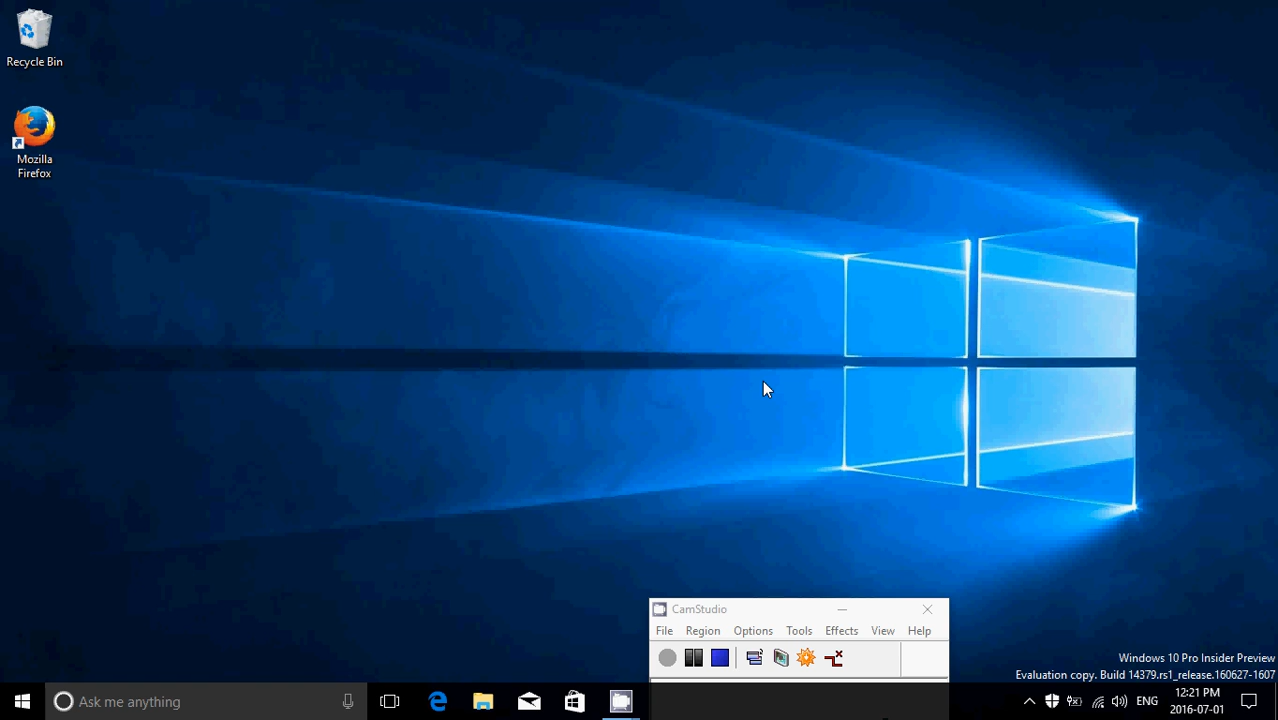 Recycle Bin
Mozilla
Firefox
CamStudio
File Region Options Tools Effects View Help
Windows 10 Pro Insider Preview
Evaluation copy. Build 14379.rs1_release.160627-1607
Ask me anything
ENG
12:21 PM
2016-07-01